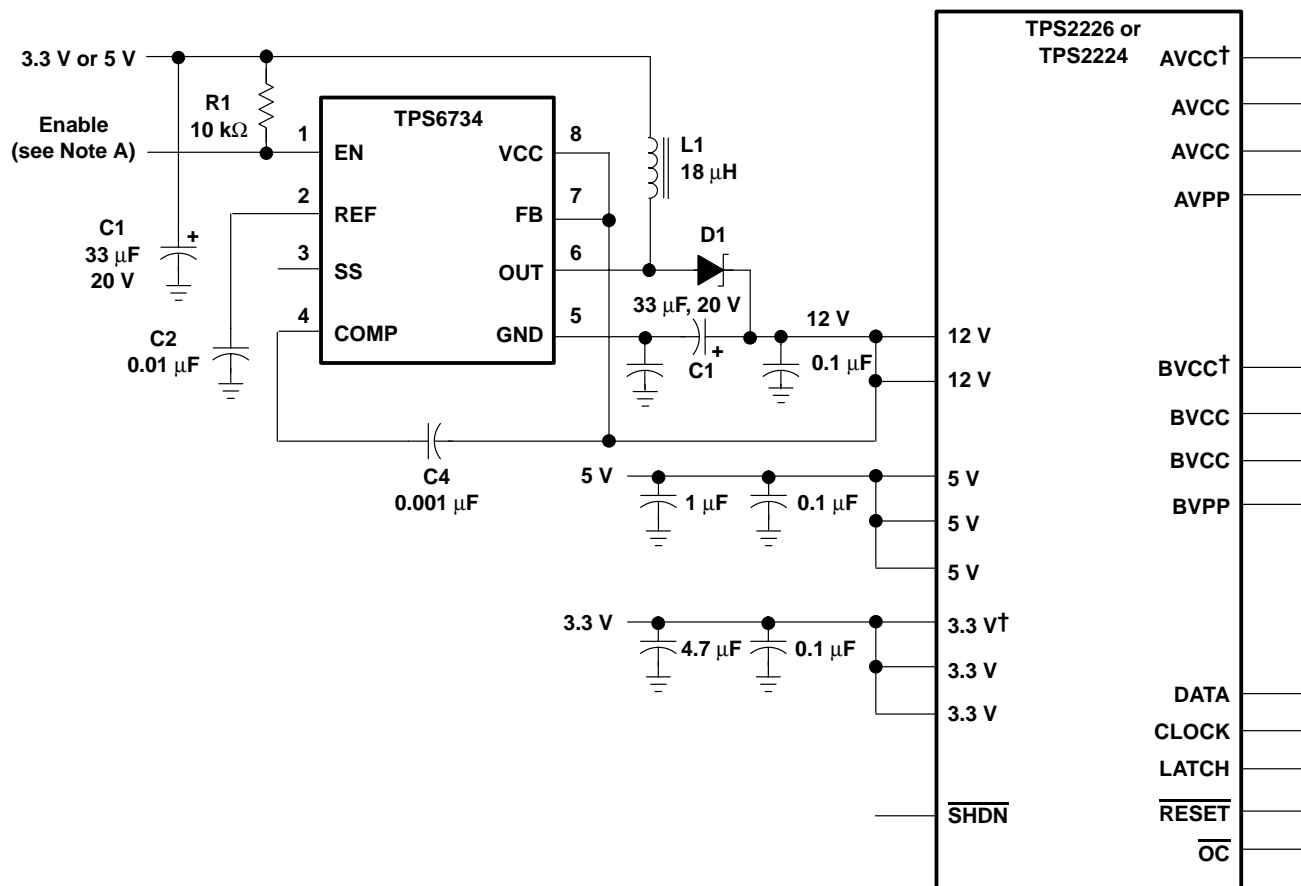 3.3 V or 5 V
R1
10 kΩ
Enable
(see Note A)
C1
33 μF
20 V
C2
0.01 μF
TPS6734
1
EN
2
REF
3
SS
4
COMP
8
VCC
7
FB
6
OUT
5
GND
L1
18 μH
D1
33 μF, 20 V
+
+
C1
12 V
0.1 μF
C4
0.001 μF
5 V
1 μF
0.1 μF
3.3 V
4.7 μF
0.1 μF
TPS2226 or
TPS2224
12 V
12 V
5 V
5 V
5 V
3.3 V†
3.3 V
3.3 V
SHDN
AVCC†
AVCC
AVCC
AVPP
BVCC†
BVCC
BVCC
BVPP
DATA
CLOCK
LATCH
RESET
OC